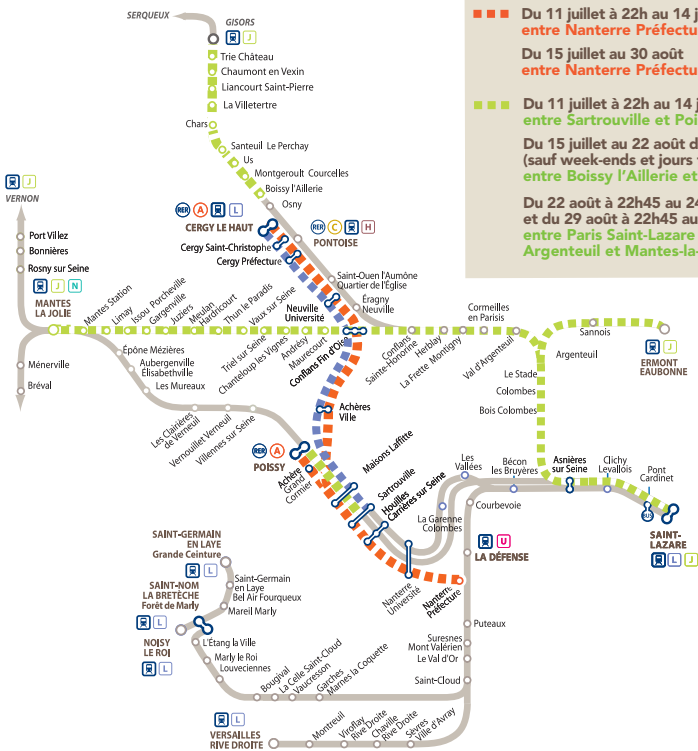 SERQUEUX
GISORS
J
Trie Château
Chaumont en Vexin
Liancourt Saint-Pierre
La Villetertre
Chars
Santeuil Le Perchay
Us
Montgeroult Courcelles
Boissy l'Aillerie
Osny
Du 11 juillet à 22h au 14 j
entre Nanterre Préfectu
Du 15 juillet au 30 août
entre Nanterre Préfectu
Du 11 juillet à 22h au 14 j
entre Sartrouville et Poi
Du 15 juillet au 22 août d
(sauf week-ends et jours
entre Boissy l'Aillerie et
Du 22 août à 22h45 au 24
et du 29 août à 22h45 au
entre Paris Saint-Lazare
Argenteuil et Mantes-la-
J
VERNON
Port Villez
Bonnières
Rosny sur Seine
J N
MANTES
LA JOLIE
Ménerville
Bréval
RER A L
CERGY LE HAUT
Cergy Saint-Christophe
Cergy Préfecture
RER C H
PONTOISE
Saint-Ouen l'Aumône
Quartier de l'Église
Éragny
Neuville
Mantes Station
Limay
Issou Porcheville
Gargenville
Juziers
Meulan
Hardricourt
Thun le Paradis
Vaux sur Seine
Triel sur Seine
Chanteloup les Vignes
Andrésy
Maurecourt
Neuville
Université
Conflans fin d'Oise
Conflans
Sainte-Honorine
Herblay
La Frette Montigny
Cormeilles
en Parisis
Val d'Argenteuil
Sannois
Argenteuil
J
ERMONT
EAUBONNE
Le Stade
Colombes
Bois Colombes
Épône Mézières
Aubergenville
Élisabethville
Les Mureaux
Les Clairières
de Verneuil
Vernouillet Verneuil
Villennes sur Seine
RER A
POISSY
Achère
Grand
Cormier
Achères
Ville
Maisons Laffitte
Sartrouville
Houilles
Carrières sur Seine
Les
Vallées
Bécon
les Bruyères
Asnières
sur Seine
Clichy
Levallois
Pont
Cardinet
BUS
SAINT-
LAZARE
L J
La Garenne
Colombes
Courbevoie
U
LA DÉFENSE
Nanterre
Université
Nanterre
Préfecture
Puteaux
Suresnes
Mont Valérien
Le Val d'Or
Saint-Cloud
SAINT-GERMAIN
EN LAYE
Grande Ceinture
L
Saint-Germain
en Laye
Bel Air Fourqueux
Mareil Marly
SAINT-NOM
LA BRETÈCHE
Forêt de Marly
L
NOISY
LE ROI
L
L'Étang la Ville
Marly le Roi
Louveciennes
Bougival
La Celle Saint-Cloud
Vaucresson
Garches
Marnes la Coquette
L
VERSAILLES
RIVE DROITE
Montreuil
Viroflay
Rive Droite
Chaville
Rive Droite
Sèvres
Ville d'Avray